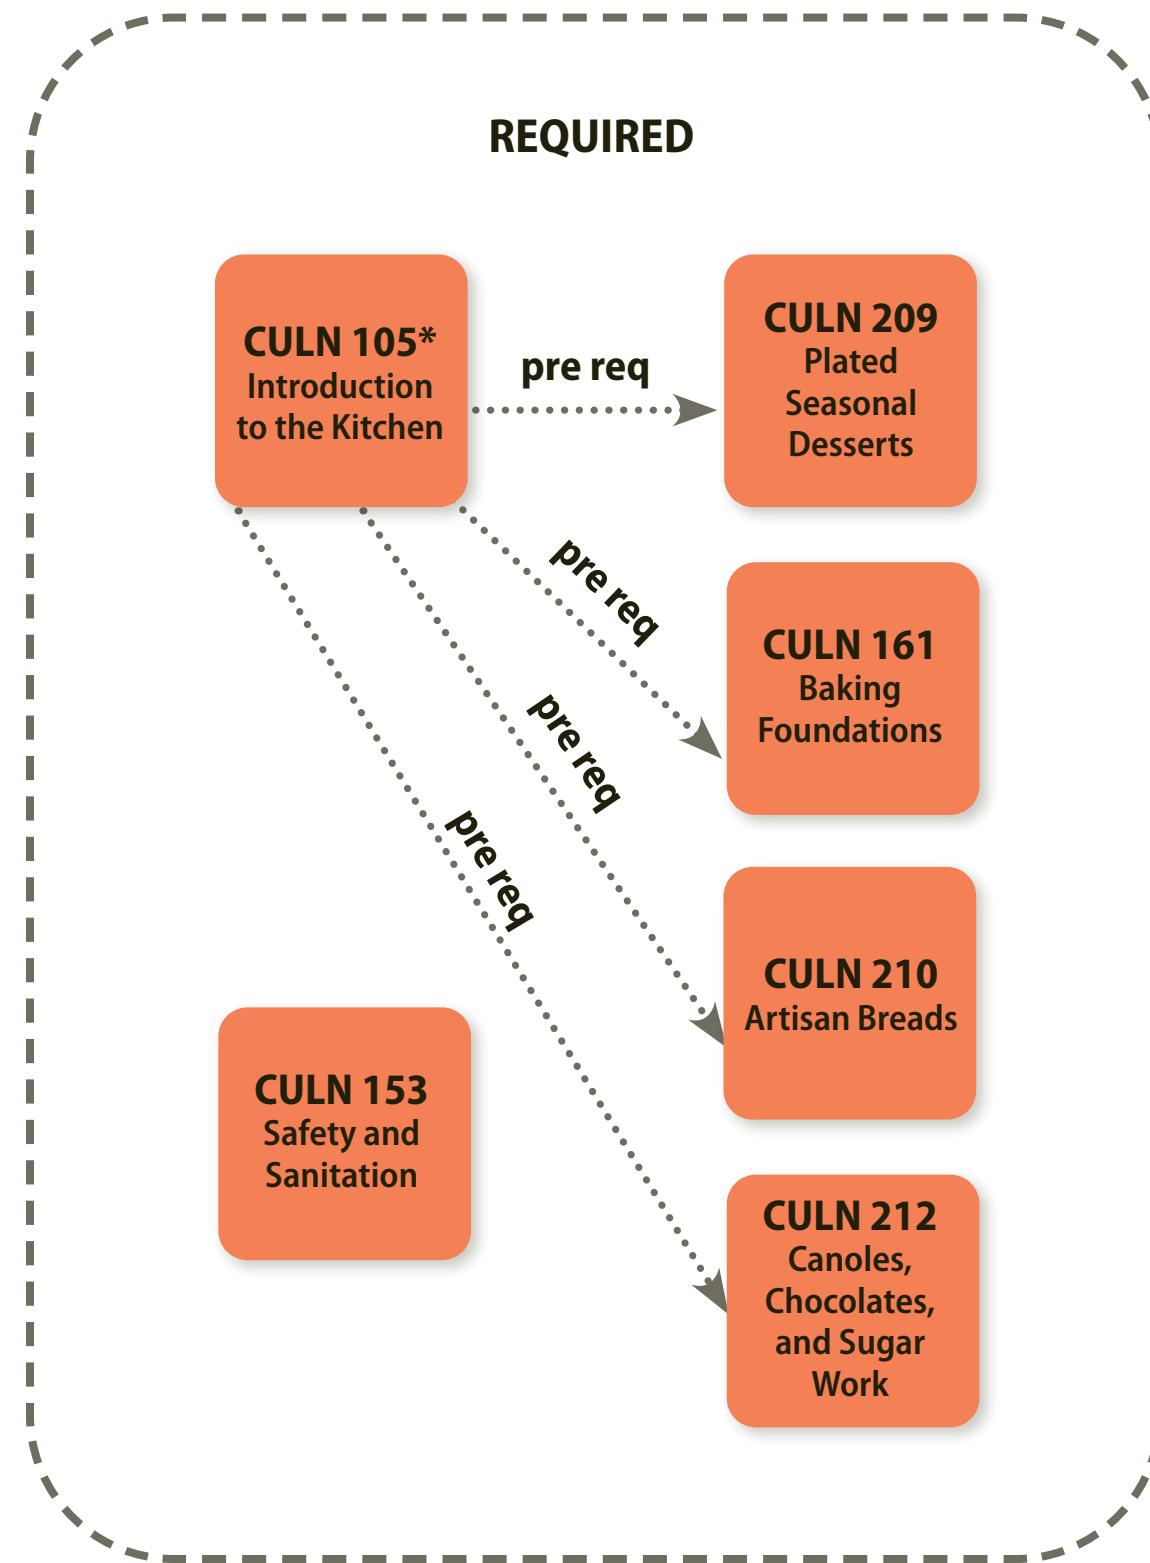 REQUIRED
CULN 105*
Introduction
to the Kitchen
pre req
CULN 209
Plated
Seasonal
Desserts
pre req
CULN 161
Baking
Foundations
pre req
CULN 210
Artisan Breads
pre req
CULN 153
Safety and
Sanitation
CULN 212
Canoles,
Chocolates,
and Sugar
Work